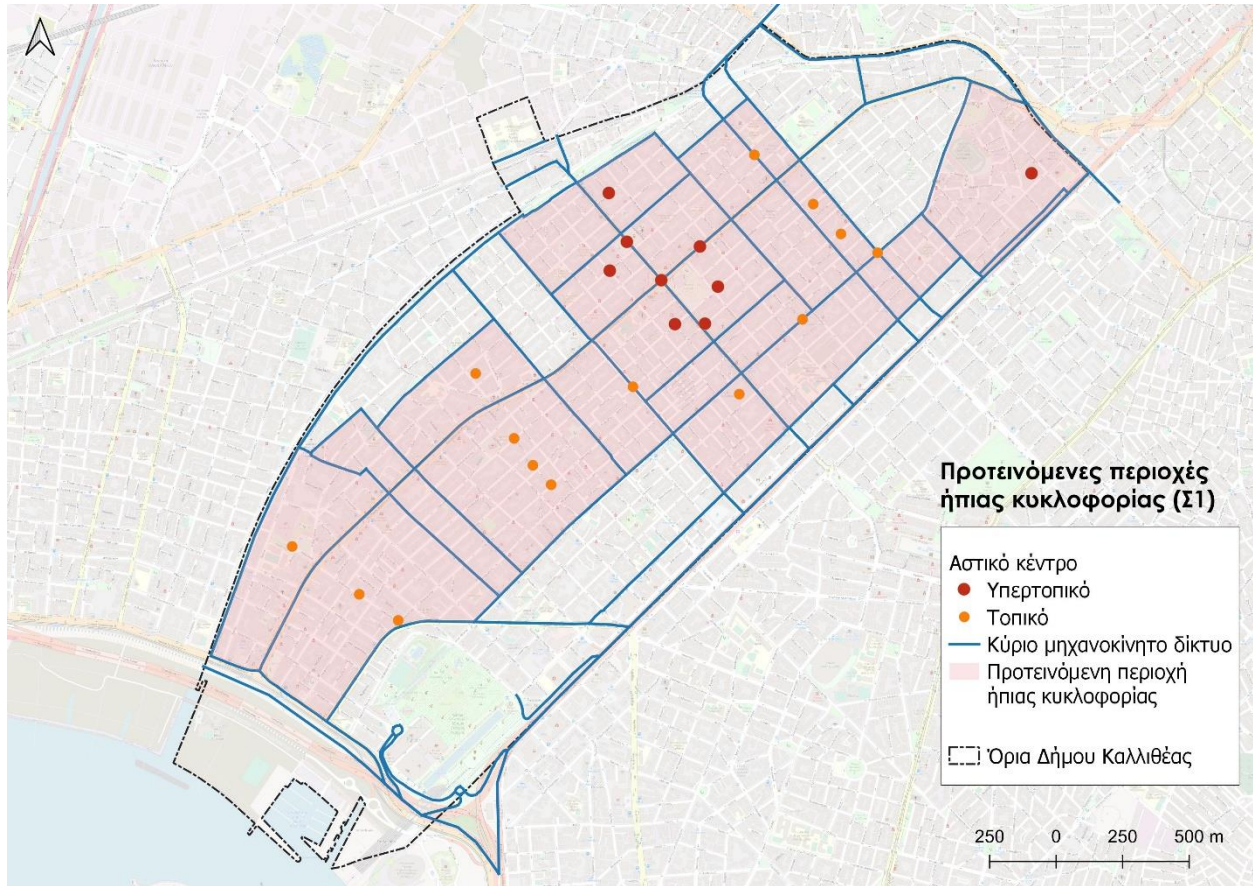 Προτεινόμενες περιοχές
ήπιας κυκλοφορίας (Σ1)
Αστικό κέντρο
Υπερτοπικό
Τοπικό
Κύριο μηχανοκίνητο δίκτυο
Προτεινόμενη περιοχή
ήπιας κυκλοφορίας
Όρια Δήμου Καλλιθέας
250 0 250 500 m